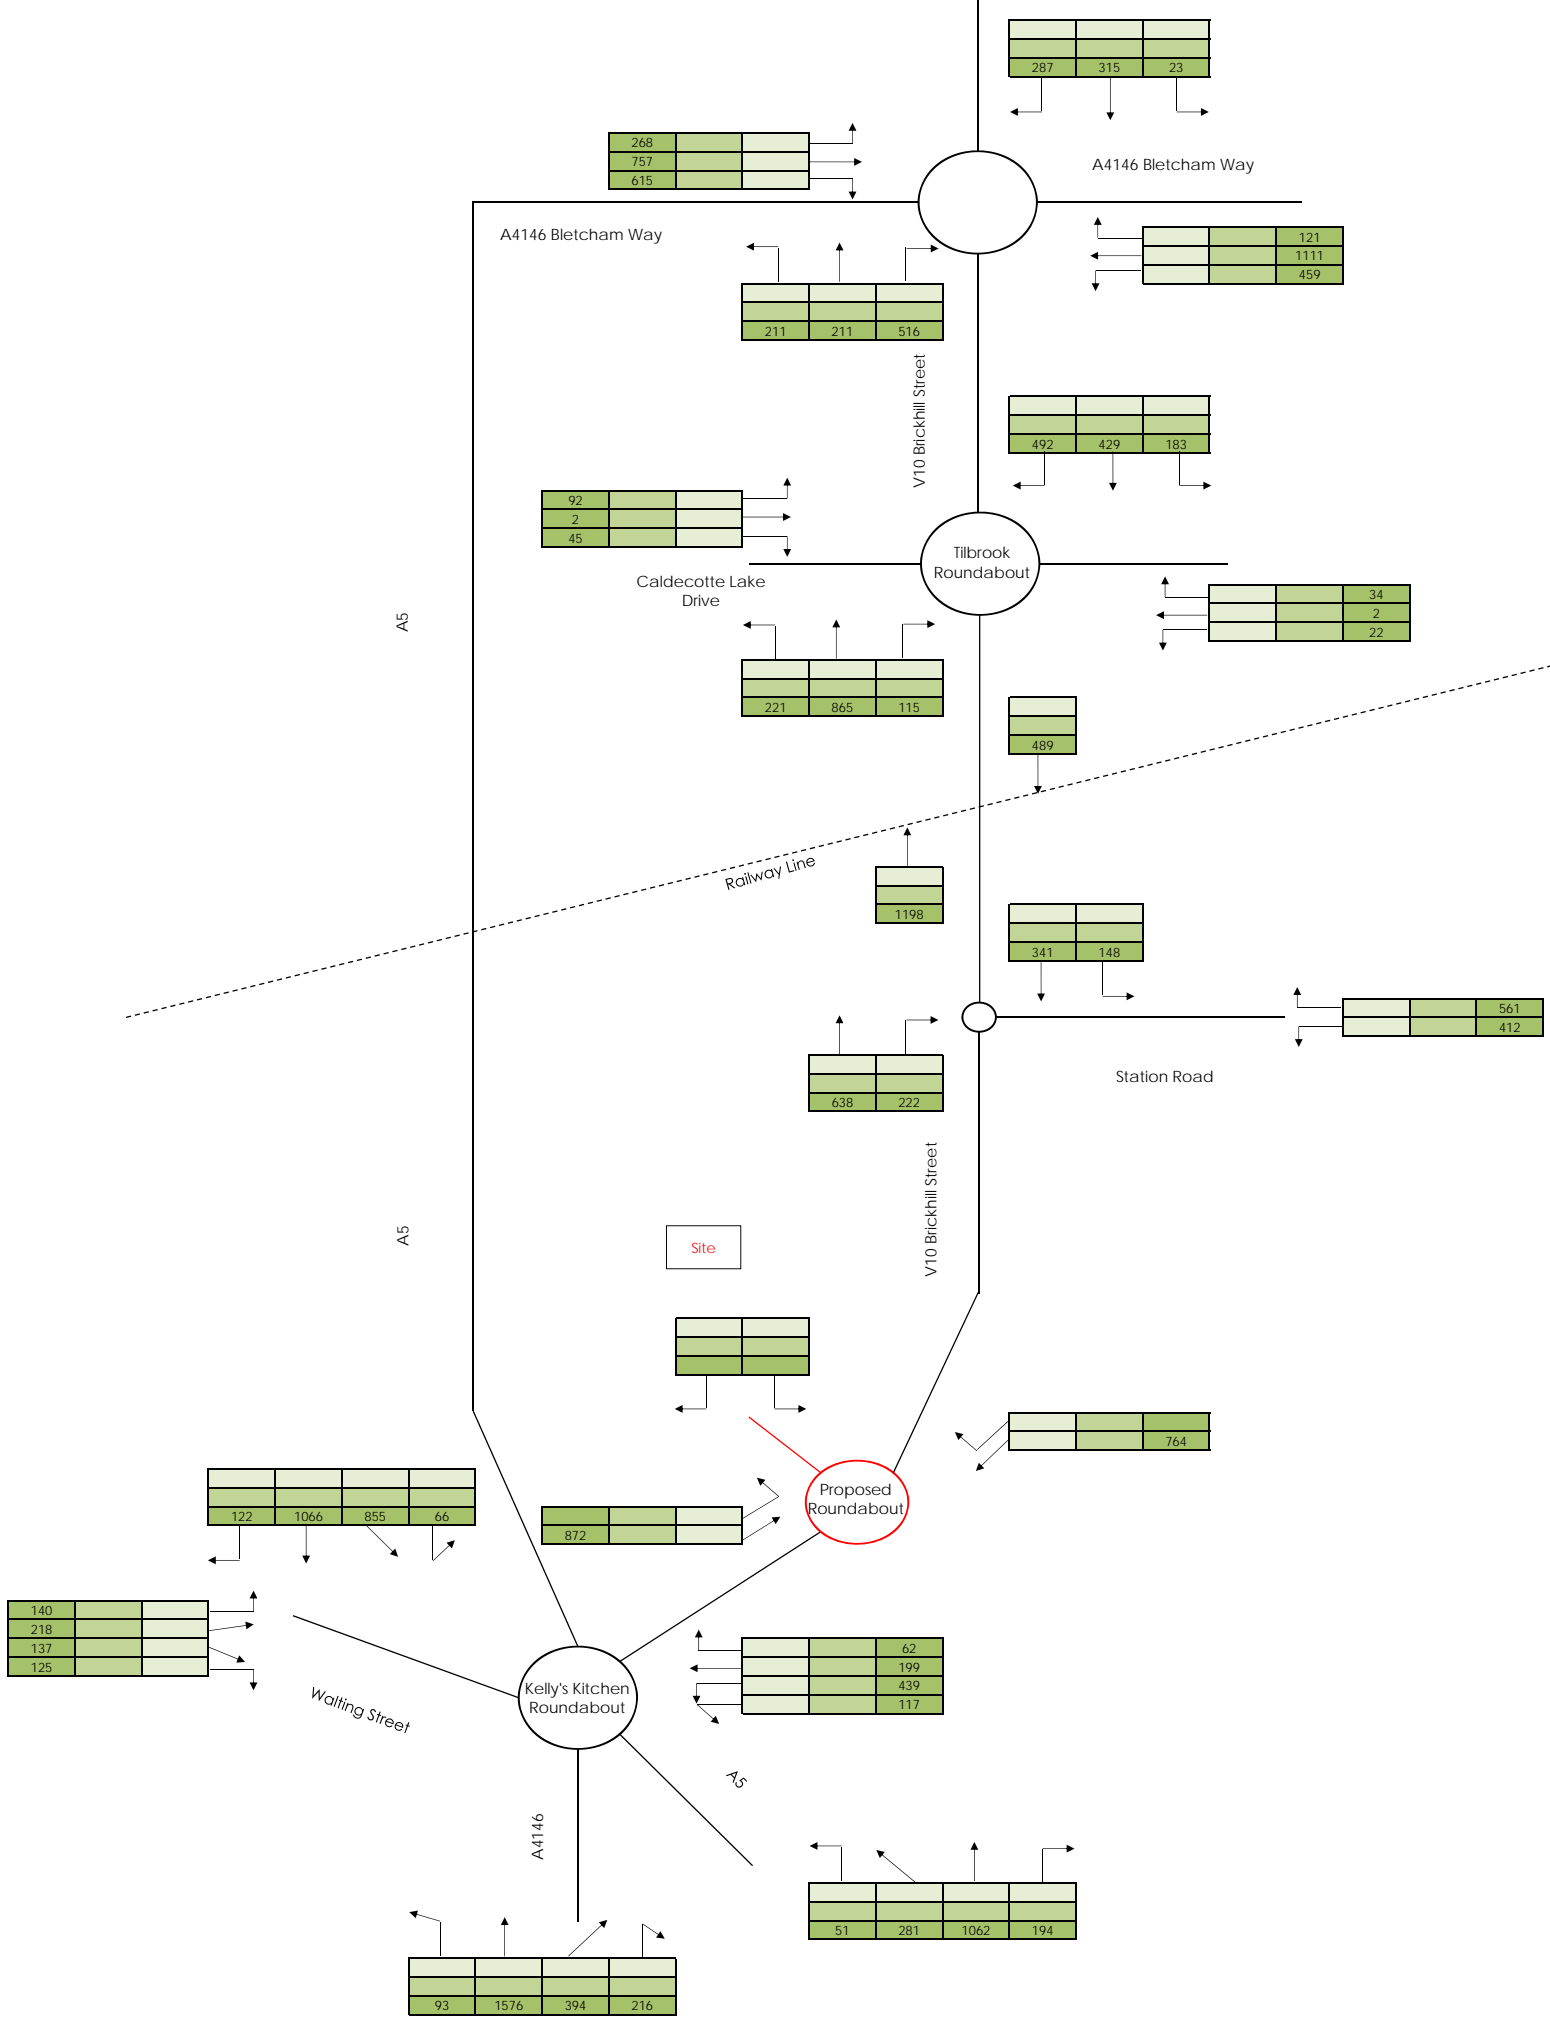 287 315 23
268
757
615
A4146 Bletcham Way
A4146 Bletcham Way
121
1111
459
211 211 516
V10 Brickhill Street
492 429 183
92
2
45
Tilbrook
Roundabout
Caldecotte Lake
Drive
34
2
22
A5
221 865 115
489
Railway Line
1198
341 148
561
412
Station Road
638 222
V10 Brickhill Street
A5
Site
764
Proposed
Roundabout
872
122 1066 855 66
140
218
137
125
62
199
439
117
Kelly's Kitchen
Roundabout
Walting Street
A5
A4146
51 281 1062 194
93 1576 394 216